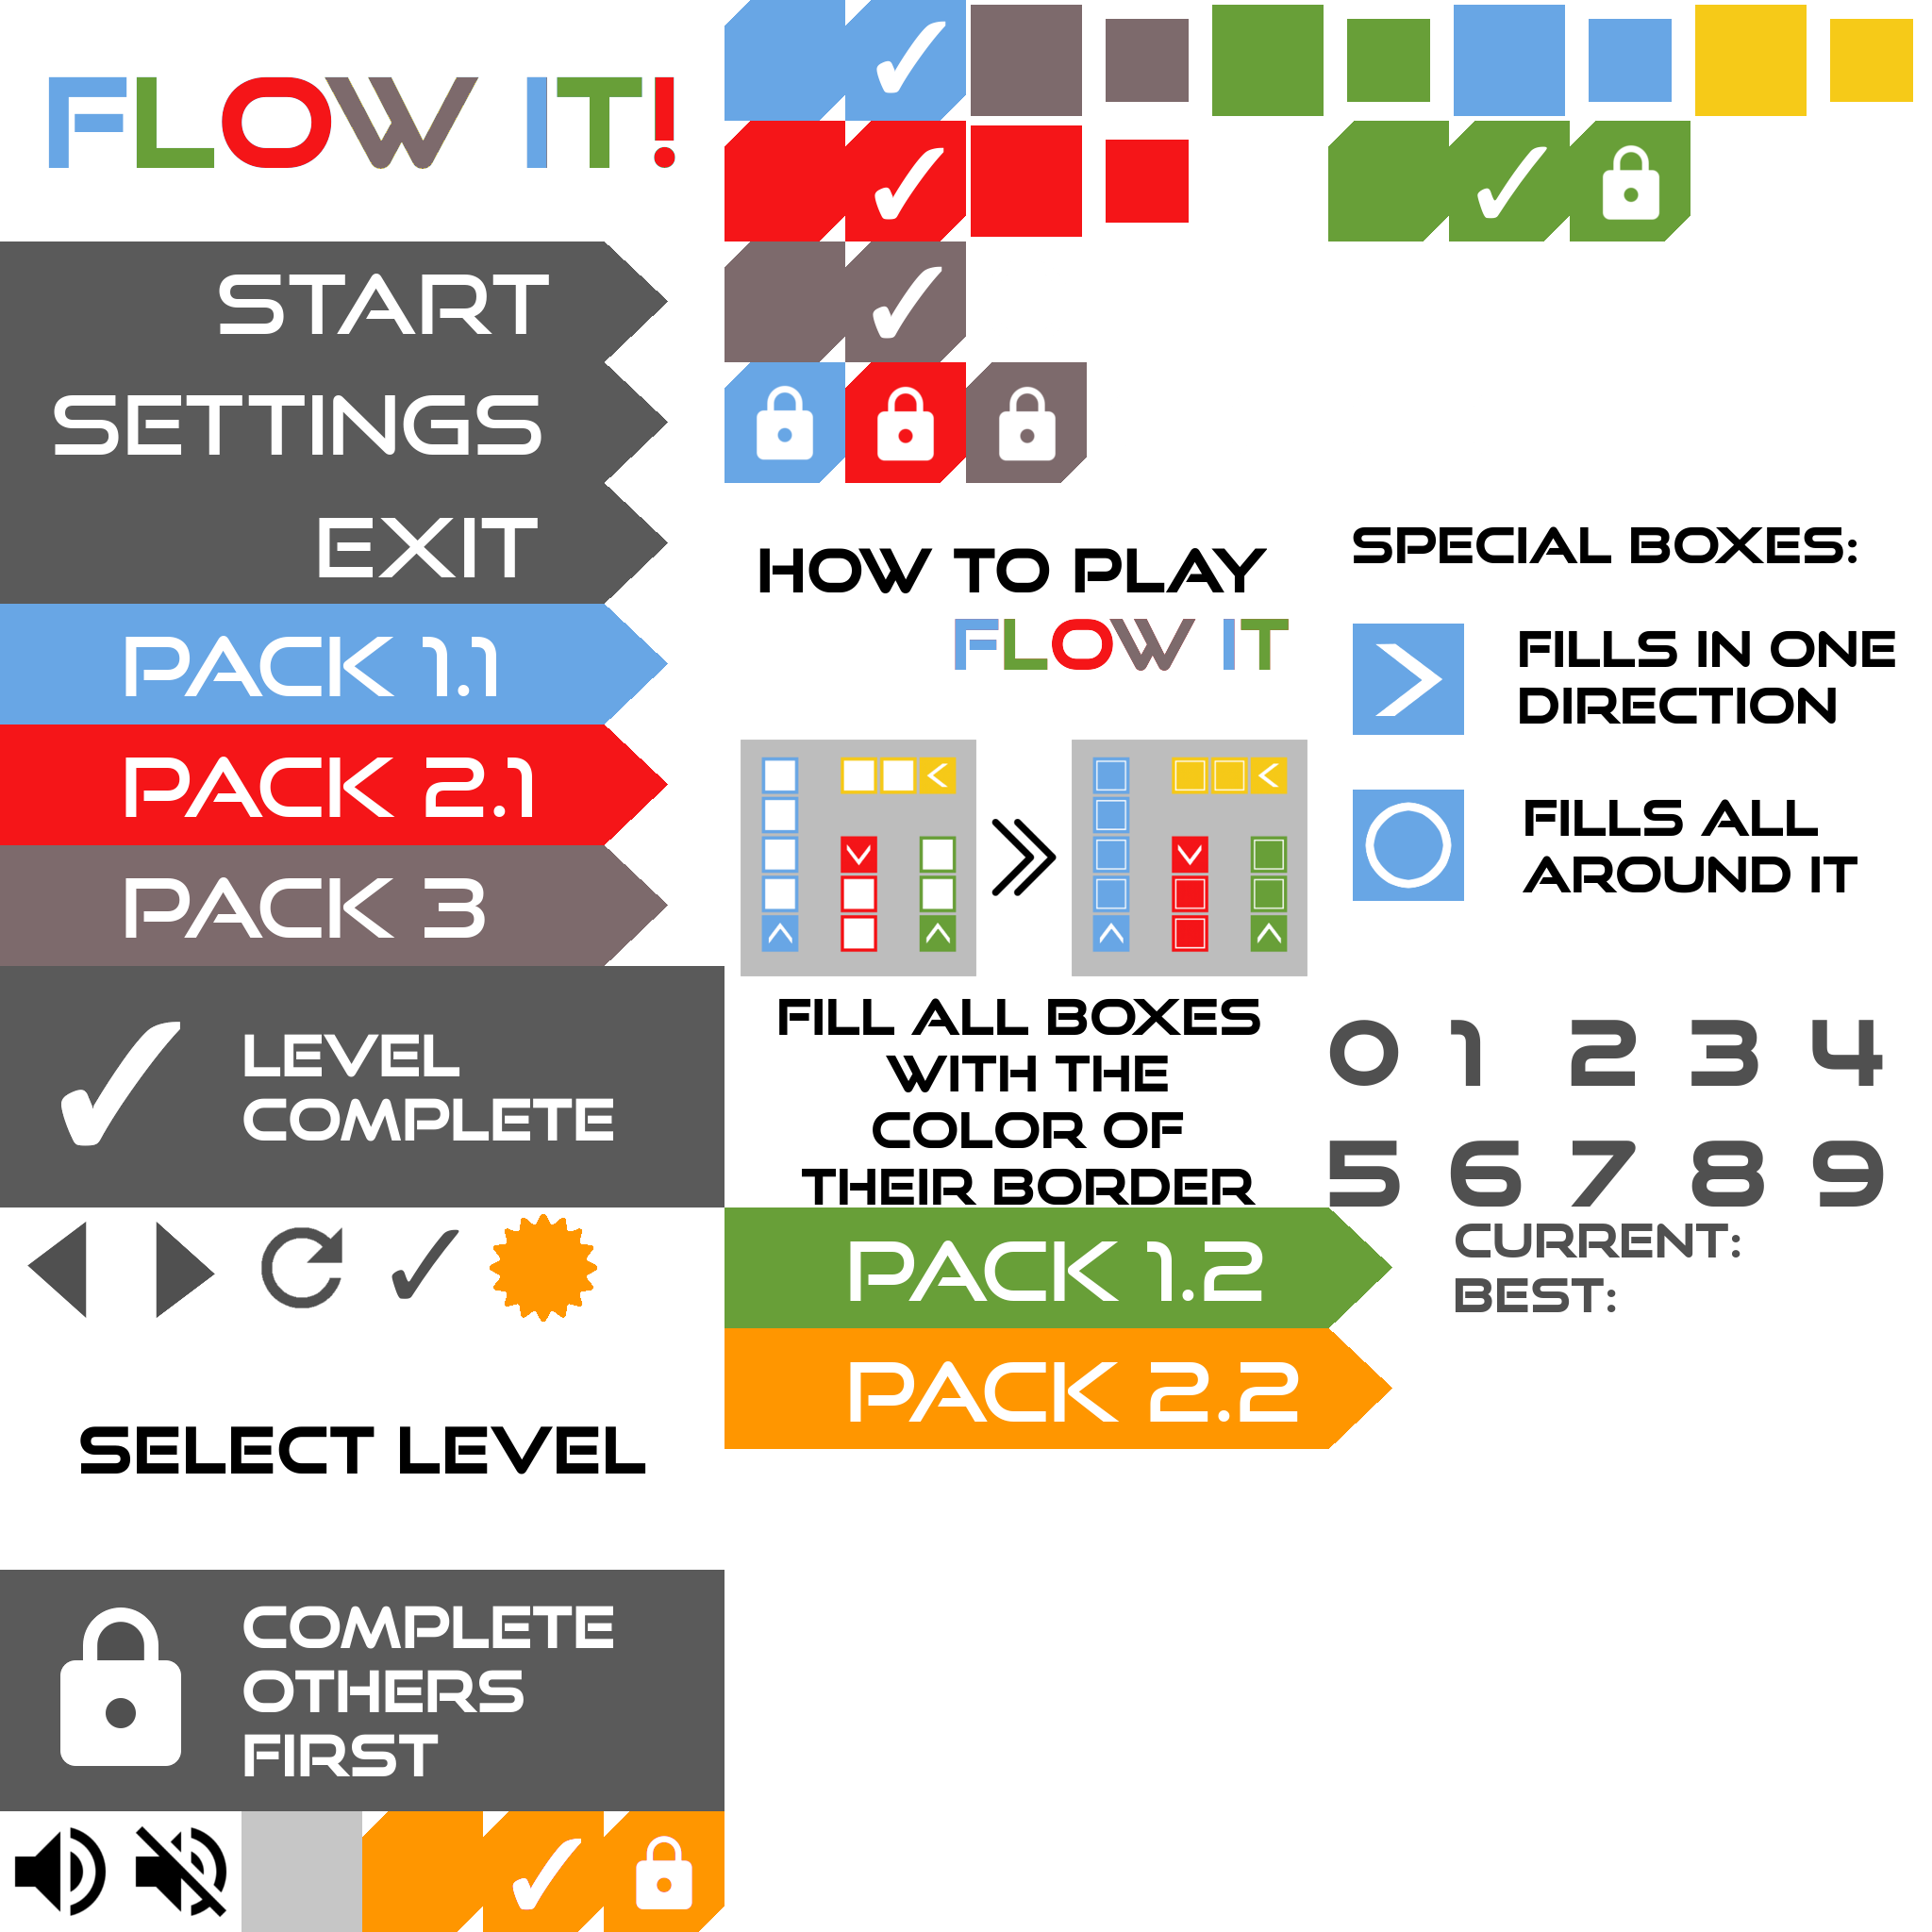 FLOW IT!
START
SETTINGS
EXIT
PACK 1.1
PACK 2.1
PACK 3
LEVEL
COMPLETE
SELECT LEVEL
COMPLETE
OTHERS
FIRST
HOW TO PLAY
FLOW IT
FILL ALL BOXES
WITH THE
COLOR OF
THEIR BORDER
PACK 1.2
PACK 2.2
SPECIAL BOXES:
FILLS IN ONE
DIRECTION
FILLS ALL
AROUND IT
0 1 2 3 4
5 6 7 8 9
CURRENT:
BEST: